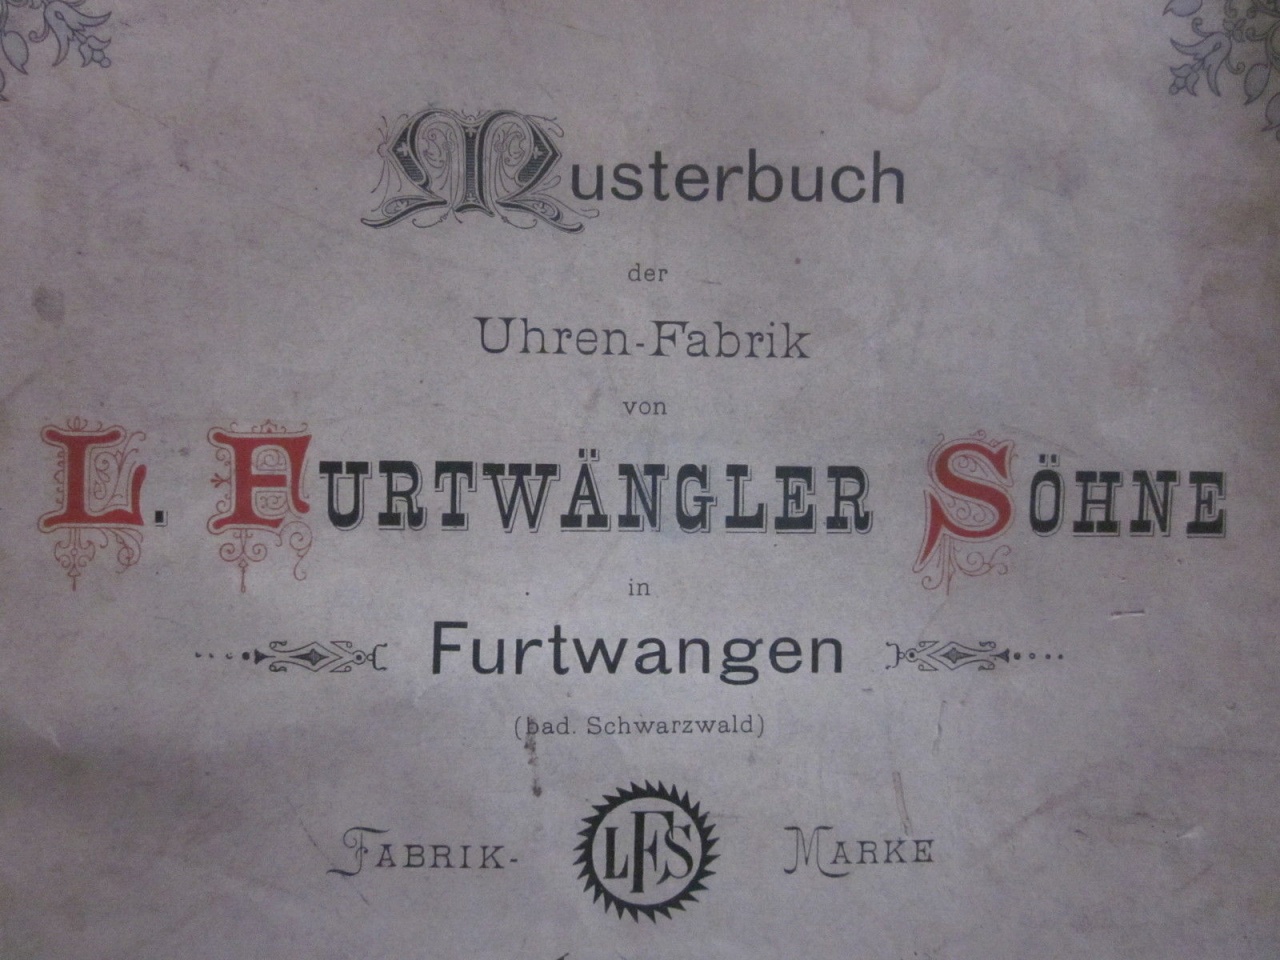 Musterbuch
der
Uhren-Fabrik
von
L. FURTWÄNGLER SÖHNE
in
Furtwangen
(bad. Schwarzwald)
FABRIK- LFS MARKE